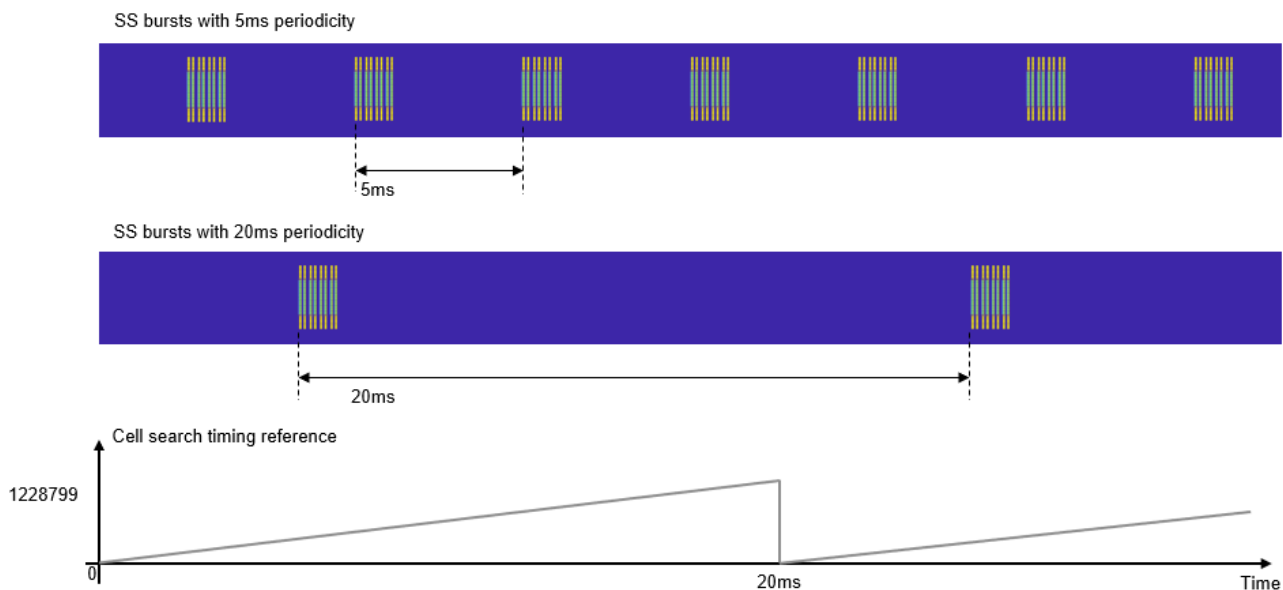 SS bursts with 5ms periodicity
5ms
SS bursts with 20ms periodicity
20ms
Cell search timing reference
1228799
0
20ms
Time